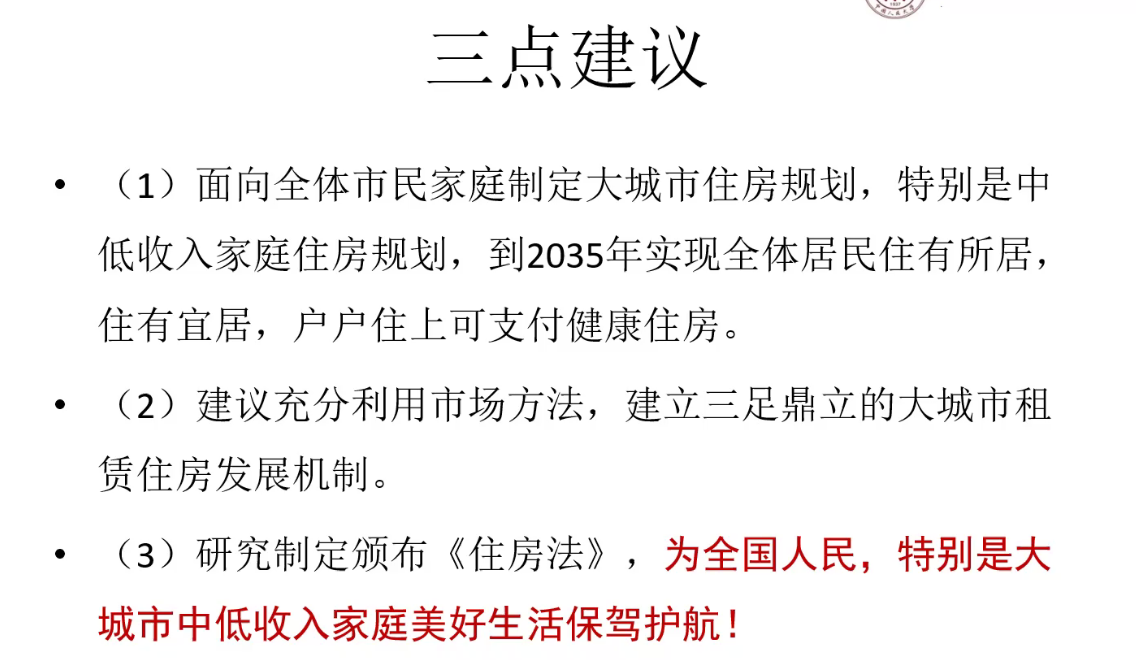 三点建议
• （1）面向全体市民家庭制定大城市住房规划，特别是中
低收入家庭住房规划，到2035年实现全体居民住有所居，
住有宜居，户户住上可支付健康住房。
• （2）建议充分利用市场方法，建立三足鼎立的大城市租
赁住房发展机制。
• （3）研究制定颁布《住房法》，为全国人民，特别是大
城市中低收入家庭美好生活保驾护航！